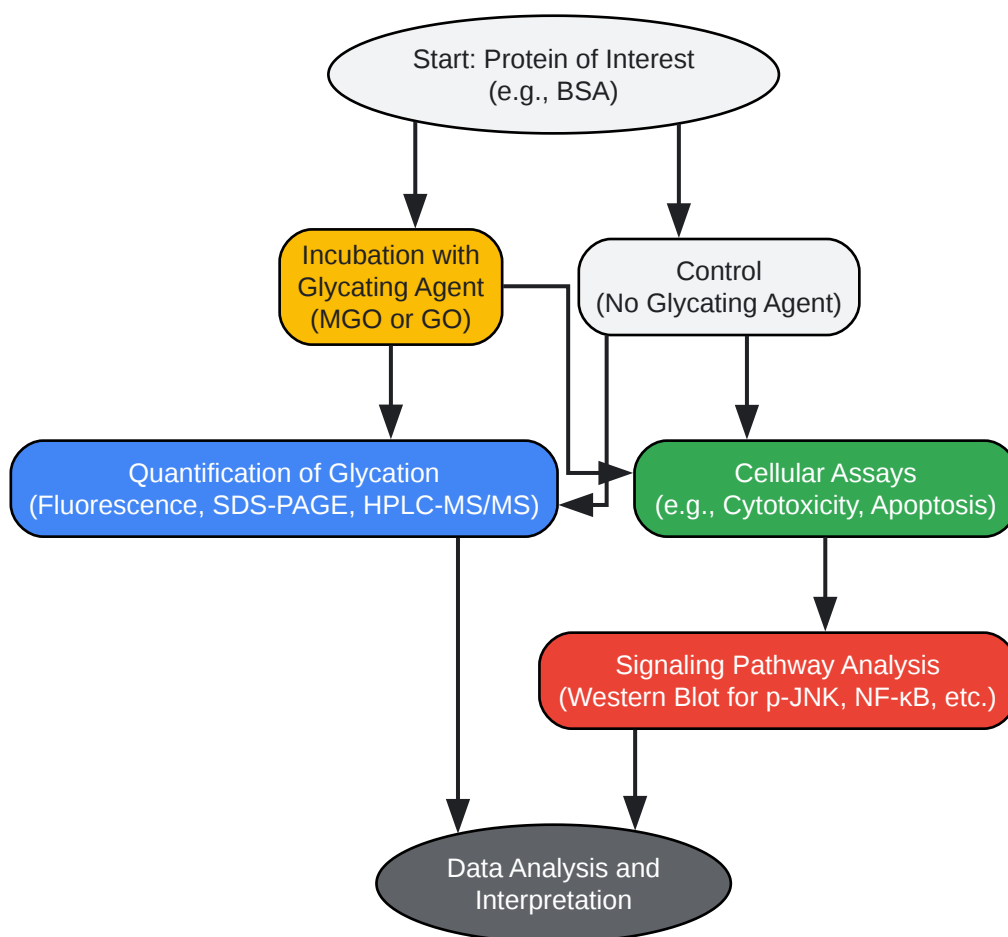 Start: Protein of Interest
(e.g., BSA)
Incubation with
Glycating Agent
(MGO or GO)
Control
(No Glycating Agent)
Quantification of Glycation
(Fluorescence, SDS-PAGE, HPLC-MS/MS)
Cellular Assays
(e.g., Cytotoxicity, Apoptosis)
Signaling Pathway Analysis
(Western Blot for p-JNK, NF-κB, etc.)
Data Analysis and
Interpretation